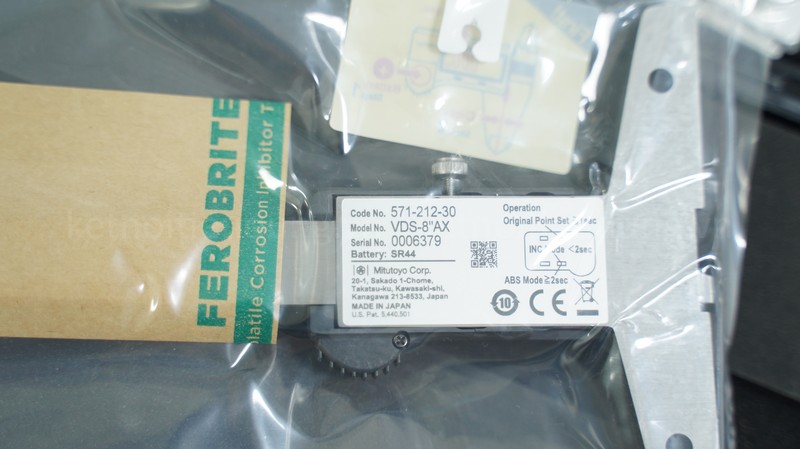 FEROBRITE
latile Corrosion Inhibitor T
Code No. 571-212-30
Model No. VDS-8"AX
Serial No. 0006379
Battery: SR44
Mitutoyo Corp.
20-1, Sakado 1-Chome,
Takatsu-ku, Kawasaki-shi,
Kanagawa 213-8533, Japan
MADE IN JAPAN
U.S. Pat. 5,440,501
Operation
Original Point Set ≧1sec
INC Mode <2sec
ABS Mode≧2sec
10
CE